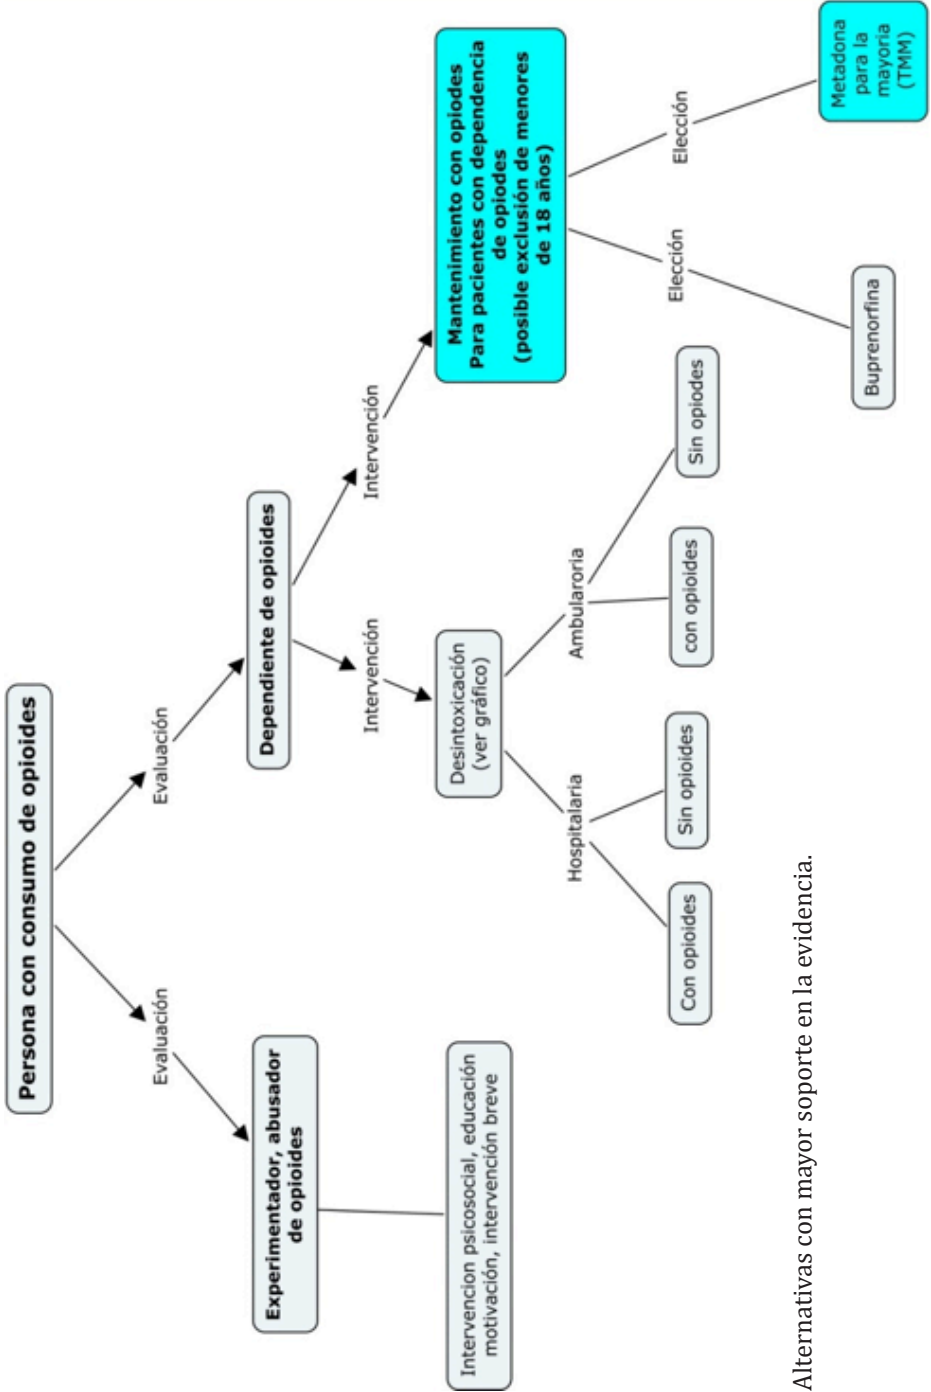 Persona con consumo de opioides
Evaluación
Evaluación
Experimentador, abusador
de opioides
Dependiente de opioides
Intervención
Intervención
Intervencion psicosocial, educación
motivación, intervención breve
Desintoxicación
(ver gráfico)
Mantenimiento con opiodes
Para pacientes con dependencia
de opiodes
(posible exclusión de menores
de 18 años)
Hospitalaria
Ambularoria
Elección
Elección
Con opioides
Sin opioides
con opioides
Sin opiodes
Buprenorfina
Metadona
para la
mayoria
(TMM)
Alternativas con mayor soporte en la evidencia.